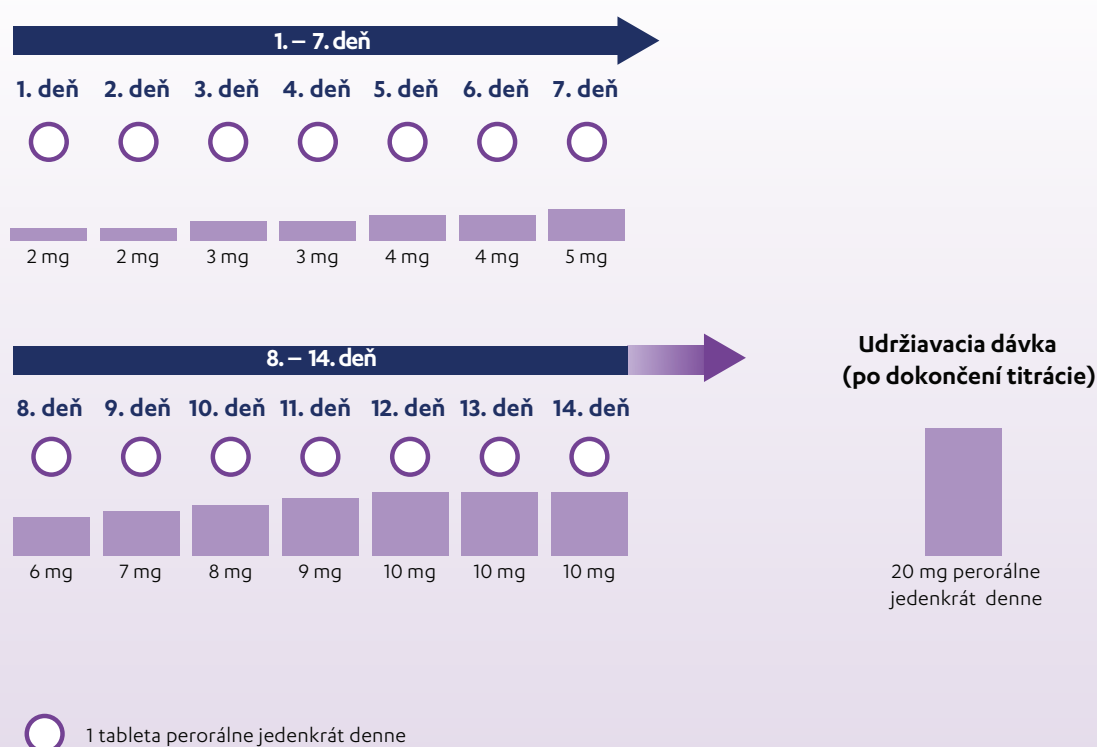 1. – 7. deň
1. deň 2. deň 3. deň 4. deň 5. deň 6. deň 7. deň
2 mg 2 mg 3 mg 3 mg 4 mg 4 mg 5 mg
8. – 14. deň
8. deň 9. deň 10. deň 11. deň 12. deň 13. deň 14. deň
6 mg 7 mg 8 mg 9 mg 10 mg 10 mg 10 mg
Udržiavacia dávka
(po dokončení titrácie)
20 mg perorálne
jedenkrát denne
1 tableta perorálne jedenkrát denne